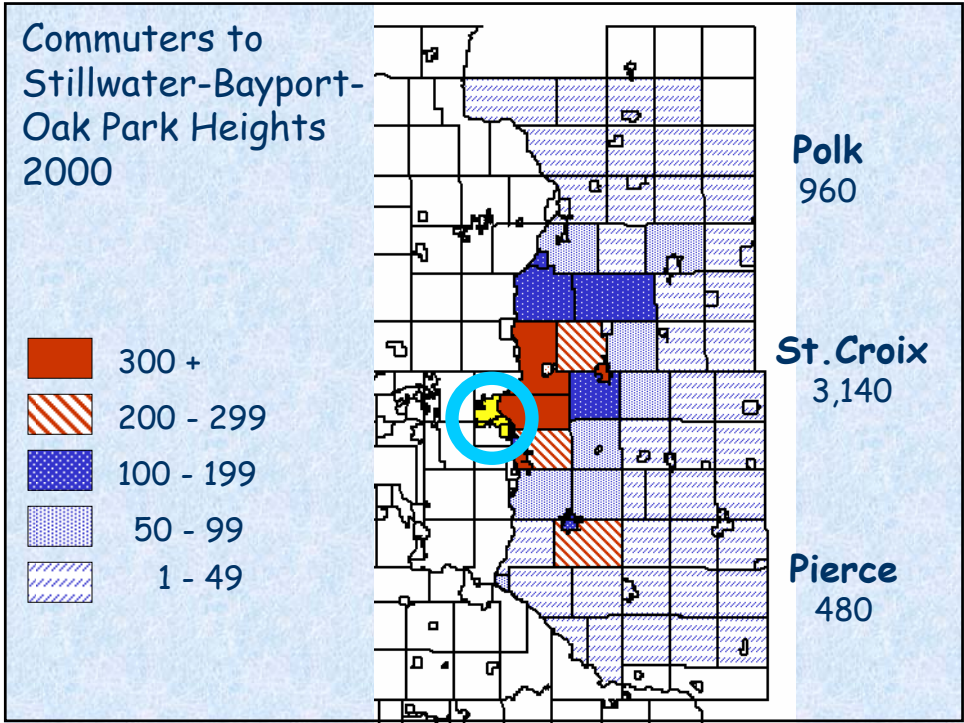 Commuters to
Stillwater-Bayport-
Oak Park Heights
2000
300 +
200 - 299
100 - 199
50 - 99
1 - 49
Polk
960
St.Croix
3,140
Pierce
480